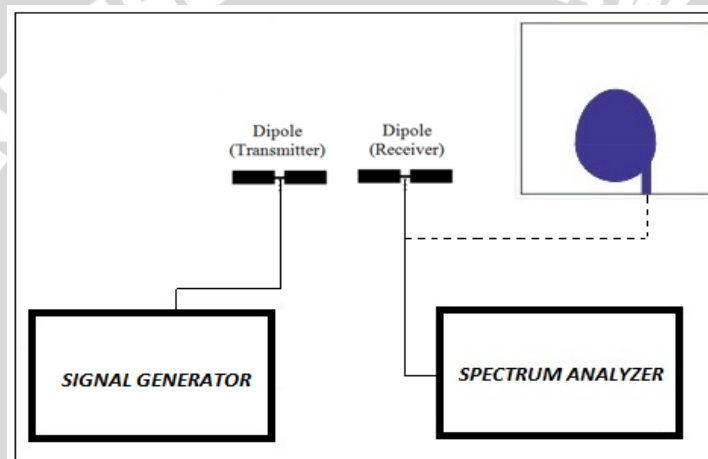 Dipole
(Transmitter)
Dipole
(Receiver)
SIGNAL GENERATOR
SPECTRUM ANALYZER